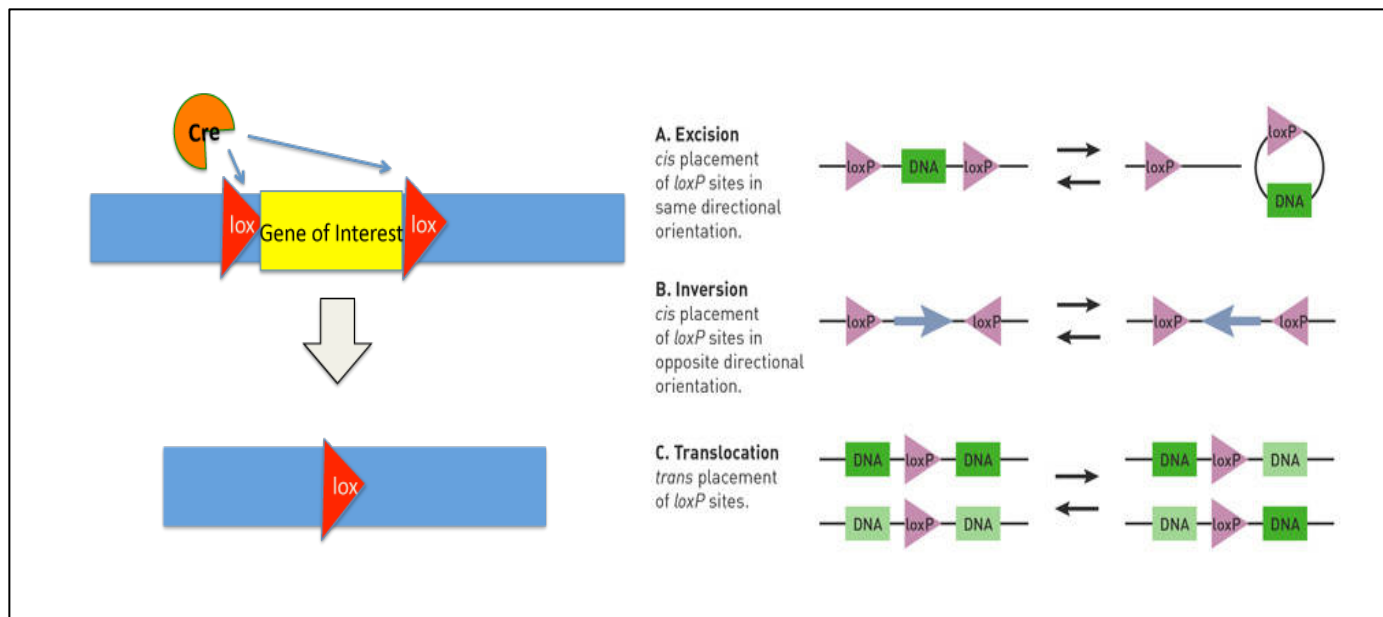 Cre
lox
Gene of Interest
lox
lox
A. Excision
cis placement
of loxP sites in
same directional
orientation.
loxP
DNA
loxP
loxP
loxP
DNA
B. Inversion
cis placement
of loxP sites in
opposite directional
orientation.
loxP
loxP
loxP
loxP
C. Translocation
trans placement
of loxP sites.
DNA
loxP
DNA
DNA
loxP
DNA
DNA
loxP
DNA
DNA
loxP
DNA